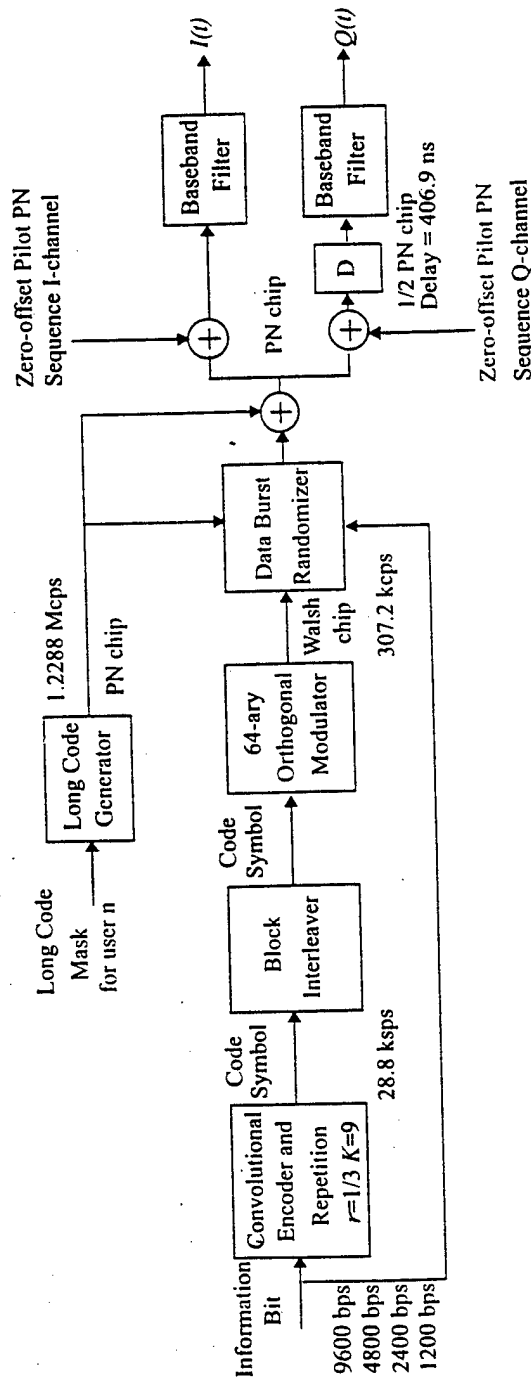 Information
Bit
9600 bps
4800 bps
2400 bps
1200 bps
Convolutional
Encoder and
Repetition
r=1/3 K=9
Code
Symbol
28.8 ksps
Block
Interleaver
Code
Symbol
64-ary
Orthogonal
Modulator
Walsh
chip
307.2 kcps
Data Burst
Randomizer
Long Code
Mask
for user n
Long Code
Generator
1.2288 Mcps
PN chip
+
PN chip
Zero-offset Pilot PN
Sequence I-channel
+
Baseband
Filter
I(t)
+
D
1/2 PN chip
Delay = 406.9 ns
Baseband
Filter
Q(t)
Zero-offset Pilot PN
Sequence Q-channel